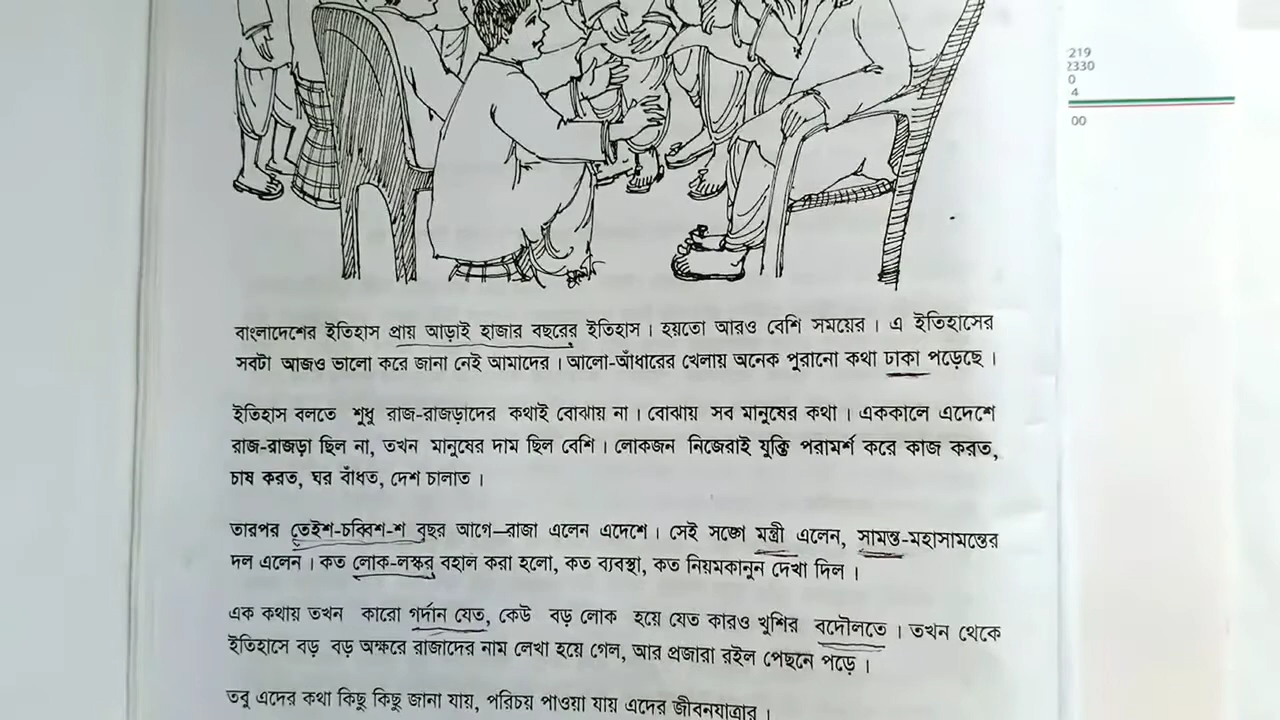 219
2330
0
4
00
বাংলাদেশের ইতিহাস প্রায় আড়াই হাজার বছরের ইতিহাস । হয়তো আরও বেশি সময়ের । এ ইতিহাসের
সবটা আজও ভালো করে জানা নেই আমাদের । আলো-আঁধারের খেলায় অনেক পুরানো কথা ঢাকা পড়েছে ।
ইতিহাস বলতে শুধু রাজ-রাজড়াদের কথাই বোঝায় না । বোঝায় সব মানুষের কথা । এককালে এদেশে
রাজ-রাজড়া ছিল না, তখন মানুষের দাম ছিল বেশি । লোকজন নিজেরাই যুক্তি পরামর্শ করে কাজ করত,
চাষ করত, ঘর বাঁধত, দেশ চালাত ।
তারপর তেইশ-চব্বিশ-শ বছর আগে—রাজা এলেন এদেশে । সেই সঙ্গে মন্ত্রী এলেন, সামন্ত-মহাসামন্তের
দল এলেন । কত লোক-লস্কর বহাল করা হলো, কত ব্যবস্থা, কত নিয়মকানুন দেখা দিল ।
এক কথায় তখন কারো গর্দান যেত, কেউ বড় লোক হয়ে যেত কারও খুশির বদৌলতে । তখন থেকে
ইতিহাসে বড় বড় অক্ষরে রাজাদের নাম লেখা হয়ে গেল, আর প্রজারা রইল পেছনে পড়ে ।
তবু এদের কথা কিছু কিছু জানা যায়, পরিচয় পাওয়া যায় এদের জীবনযাত্রার ।